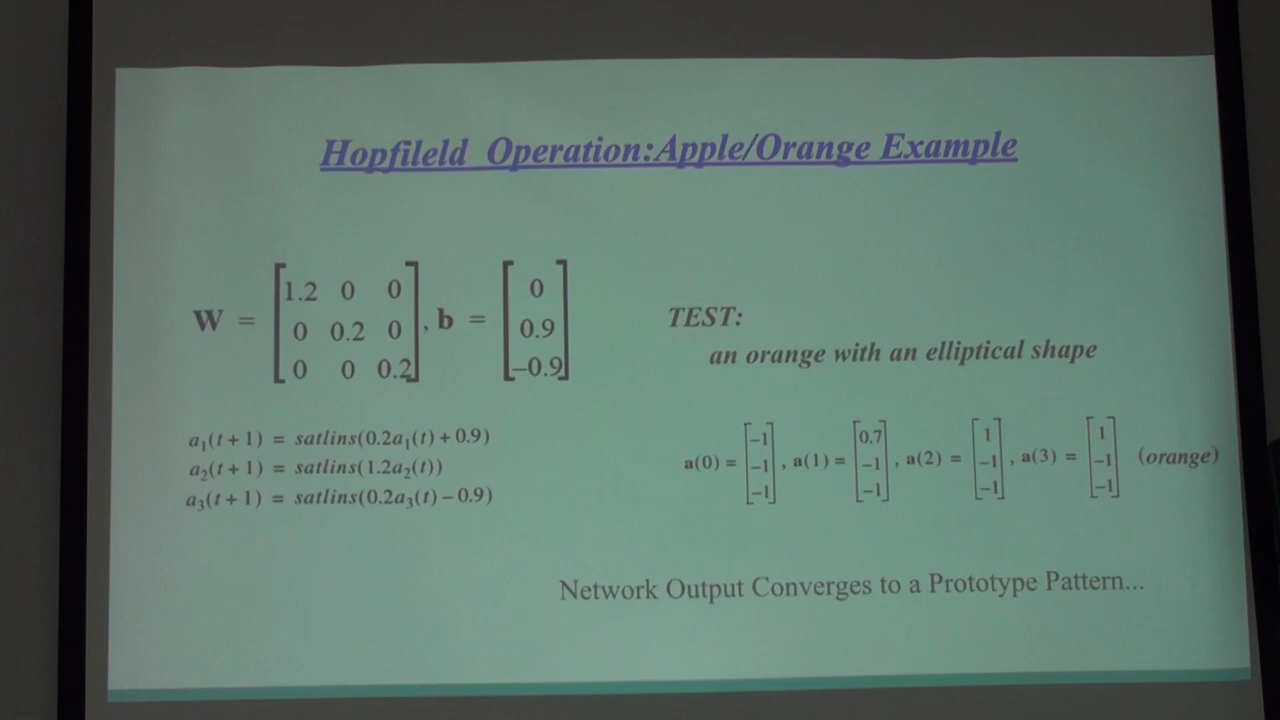 Hopfileld Operation:Apple/Orange Example
W = [1.2 0 0
0 0.2 0
0 0 0.2] , b = [0
0.9
−0.9]
a₁(t + 1) = satlins(0.2a₁(t) + 0.9)
a₂(t + 1) = satlins(1.2a₂(t))
a₃(t + 1) = satlins(0.2a₃(t) − 0.9)
TEST:
an orange with an elliptical shape
a(0) = [−1 −1 −1] , a(1) = [0.7 −1 −1] , a(2) = [1 −1 −1] , a(3) = [1 −1 −1] (orange)
Network Output Converges to a Prototype Pattern...